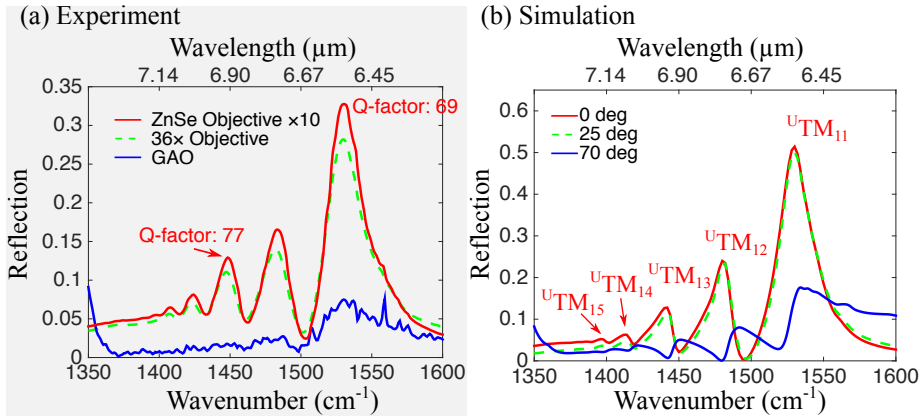 (a) Experiment
Wavelength (μm)
7.14 6.90 6.67 6.45
0.35
0.3
0.25
0.2
0.15
0.1
0.05
0
Reflection
ZnSe Objective ×10
36× Objective
GAO
Q-factor: 69
Q-factor: 77
1350 1400 1450 1500 1550 1600
Wavenumber (cm⁻¹)
(b) Simulation
Wavelength (μm)
7.14 6.90 6.67 6.45
0.6
0.5
0.4
0.3
0.2
0.1
0
Reflection
0 deg
25 deg
70 deg
ᵁTM₁₁
ᵁTM₁₂
ᵁTM₁₃
ᵁTM₁₄
ᵁTM₁₅
1350 1400 1450 1500 1550 1600
Wavenumber (cm⁻¹)